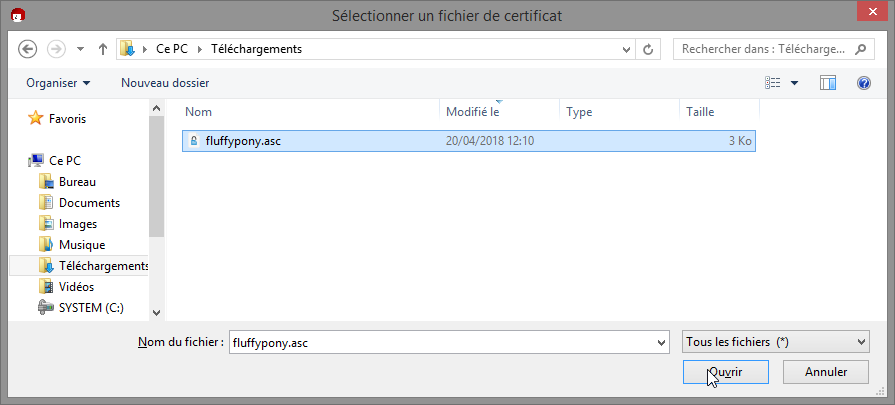 Sélectionner un fichier de certificat
Ce PC Téléchargements
Rechercher dans : Télécharge...
Organiser Nouveau dossier
Nom Modifié le Type Taille
Favoris
fluffypony.asc 20/04/2018 12:10 3 Ko
Ce PC
Bureau
Documents
Images
Musique
Téléchargements
Vidéos
SYSTEM (C:)
Nom du fichier : fluffypony.asc Tous les fichiers (*)
Ouvrir Annuler